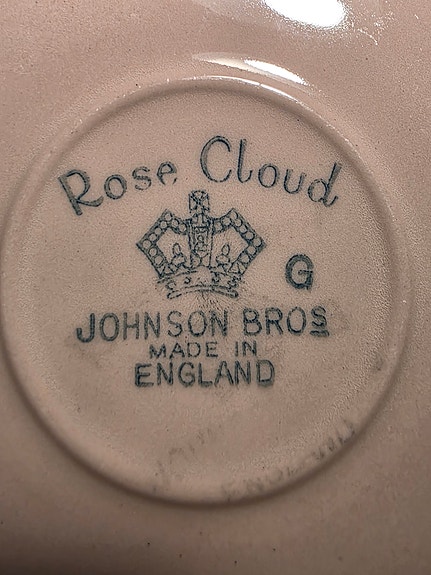 Rose Cloud
G
JOHNSON BROS
MADE IN
ENGLAND